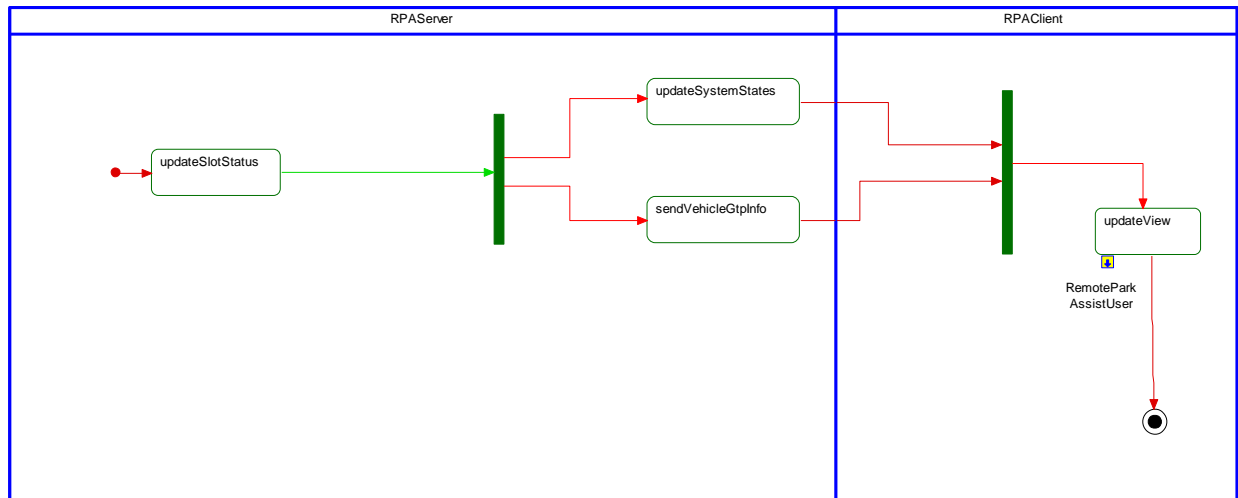 RPAServer
RPAClient
updateSlotStatus
updateSystemStates
sendVehicleGtpInfo
updateView
RemotePark
AssistUser